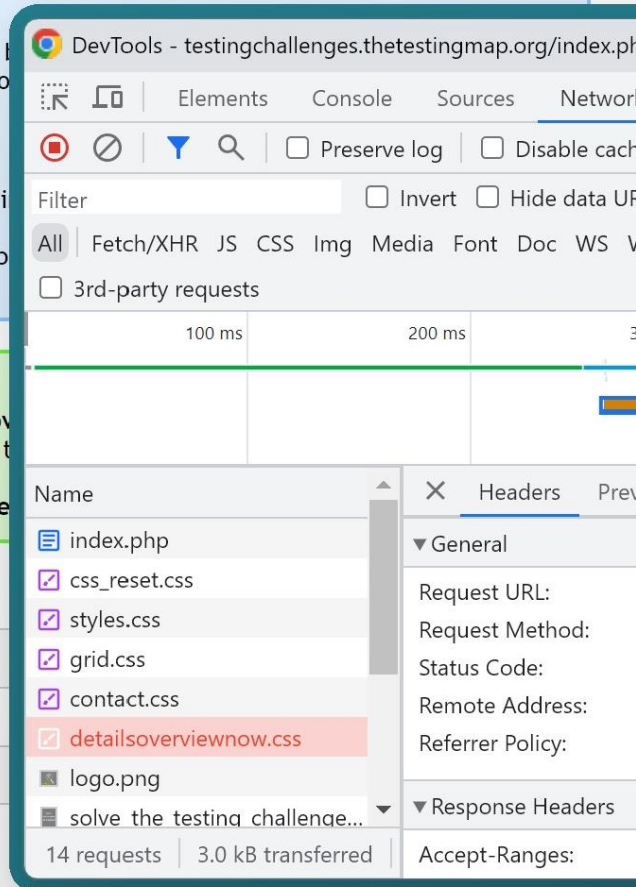 DevTools - testingchallenges.thetestingmap.org/index.ph
Elements Console Sources Network
Preserve log Disable cach
Filter Invert Hide data UR
All Fetch/XHR JS CSS Img Media Font Doc WS
3rd-party requests
100 ms 200 ms 3
Name
index.php
css_reset.css
styles.css
grid.css
contact.css
detailsoverviewnow.css
logo.png
solve the testing challenge...
14 requests 3.0 kB transferred
Headers Prev
General
Request URL:
Request Method:
Status Code:
Remote Address:
Referrer Policy:
Response Headers
Accept-Ranges: